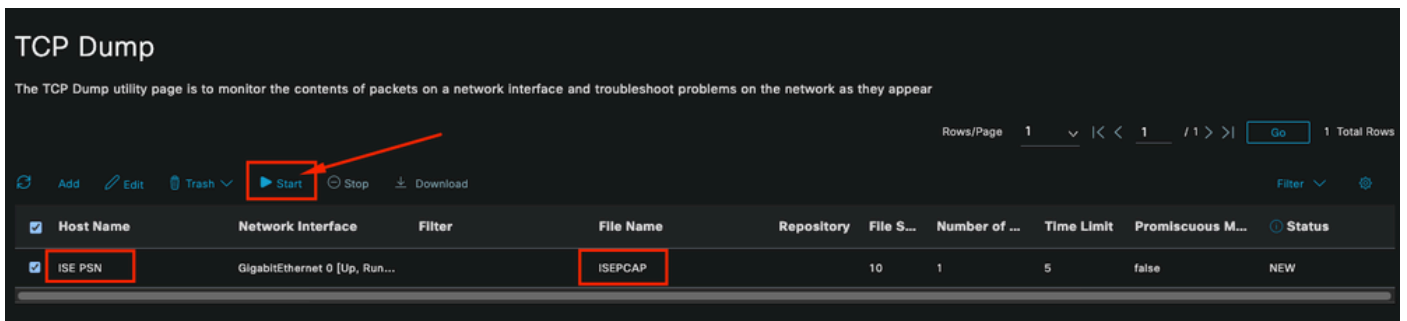 TCP Dump
The TCP Dump utility page is to monitor the contents of packets on a network interface and troubleshoot problems on the network as they appear
Rows/Page 1 |< < 1 / 1 > >| Go 1 Total Rows
Add Edit Trash Start Stop Download Filter
Host Name Network Interface Filter File Name Repository File S... Number of ... Time Limit Promiscuous M... Status
ISE PSN GigabitEthernet 0 [Up, Run... ISEPCAP 10 1 5 false NEW